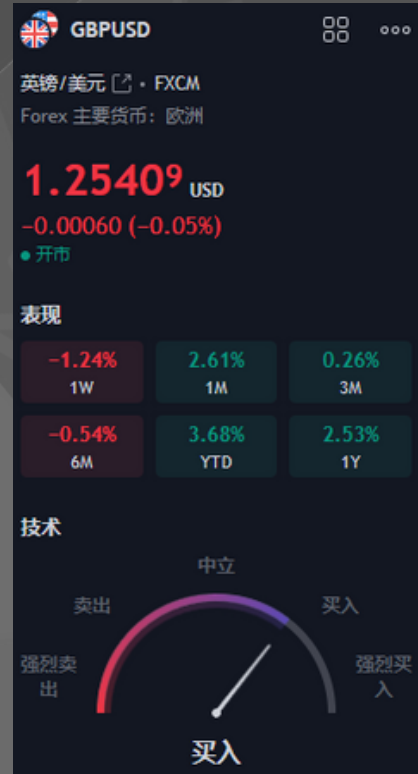 GBPUSD
英镑/美元 • FXCM
Forex 主要货币：欧洲
1.25409 USD
−0.00060 (−0.05%)
开市
表现
−1.24% 2.61% 0.26%
1W 1M 3M
−0.54% 3.68% 2.53%
6M YTD 1Y
技术
中立
卖出 买入
强烈卖 强烈买
出 入
买入